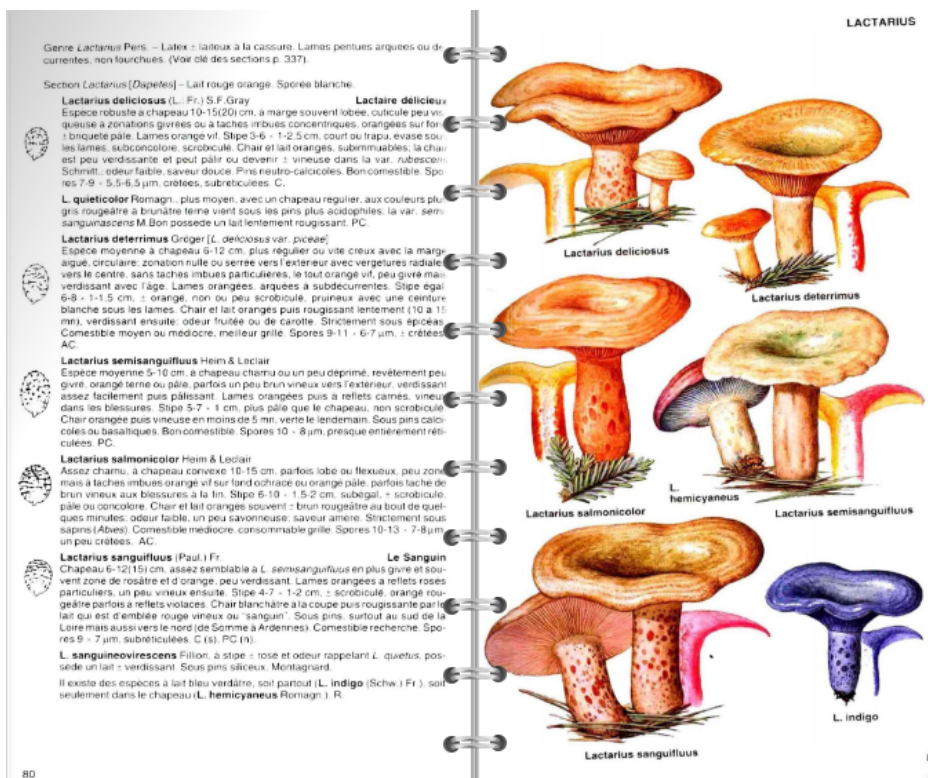 Genre Lactarius Pers. – Latex ± laiteux à la cassure. Lames pentues arquées ou dé-
currentes, non fourchues. (Voir clé des sections p. 337).
Section Lactarius [Dapetes] – Lait rouge orangé. Sporée blanche.
Lactarius deliciosus (L.: Fr.) S.F.Gray Lactaire délicieux
Espèce robuste à chapeau 10-15(20) cm, à marge souvent lobée, cuticule peu vis-
queuse à zonations givrées ou à taches imbues concentriques, orangées sur fond
± briqueté pâle. Lames orangé vif. Stipe 3-6 × 1-2,5 cm, court ou trapu, évasé sous
les lames, subconcolore, scrobiculé. Chair et lait orangés, subimmuables; la chair
est peu verdissante et peut pâlir ou devenir ± vineuse dans la var. rubescens
Schmitt.; odeur faible, saveur douce. Pins neutro-calcicoles. Bon comestible. Spo-
res 7-9 × 5,5-6,5 µm, crêtées, subréticulées. C.
L. quieticolor Romagn., plus moyen, avec un chapeau régulier, aux couleurs plus
gris rougeâtre à brunâtre terne vient sous les pins plus acidophiles; la var. semi-
sanguinascens M.Bon possède un lait lentement rougissant. PC.
Lactarius deterrimus Gröger [L. deliciosus var. piceae]
Espèce moyenne à chapeau 6-12 cm, plus régulier ou vite creux avec la marge
aiguë, circulaire; zonation nulle ou serrée vers l'extérieur avec vergetures radiales
vers le centre, sans taches imbues particulières, le tout orangé vif, peu givré mais
verdissant avec l'âge. Lames orangées, arquées à subdécurrentes. Stipe égal
6-8 × 1-1,5 cm, ± orangé, non ou peu scrobiculé, pruineux avec une ceinture
blanche sous les lames. Chair et lait orangés puis rougissant lentement (10 à 15
mn), verdissant ensuite; odeur fruitée ou de carotte. Strictement sous épicéas.
Comestible moyen ou médiocre, meilleur grillé. Spores 9-11 × 6-7 µm, ± crêtées.
AC.
Lactarius semisanguifluus Heim & Leclair
Espèce moyenne 5-10 cm, à chapeau charnu ou un peu déprimé, revêtement peu
givré, orangé terne ou pâle, parfois un peu brun vineux vers l'extérieur, verdissant
assez facilement puis pâlissant. Lames orangées puis à reflets carnés, vineux
dans les blessures. Stipe 5-7 × 1 cm, plus pâle que le chapeau, non scrobiculé.
Chair orangée puis vineuse en moins de 5 mn, verte le lendemain. Sous pins calci-
coles ou basaltiques. Bon comestible. Spores 10 × 8 µm, presque entièrement réti-
culées. PC.
Lactarius salmonicolor Heim & Leclair
Assez charnu, à chapeau convexe 10-15 cm, parfois lobé ou flexueux, peu zoné
mais à taches imbues orangé vif sur fond ochracé ou orangé pâle, parfois taché de
brun vineux aux blessures à la fin. Stipe 6-10 × 1,5-2 cm, subégal, ± scrobiculé,
pâle ou concolore. Chair et lait orangés souvent ± brun rougeâtre au bout de quel-
ques minutes; odeur faible, un peu savonneuse; saveur amère. Strictement sous
sapins (Abies). Comestible médiocre, consommable grillé. Spores 10-13 × 7-8 µm,
un peu crêtées. AC.
Lactarius sanguifluus (Paul.) Fr. Le Sanguin
Chapeau 6-12(15) cm, assez semblable à L. semisanguifluus en plus givré et sou-
vent zoné de rosâtre et d'orangé, peu verdissant. Lames orangées à reflets rosés
particuliers, un peu vineux ensuite. Stipe 4-7 × 1-2 cm, ± scrobiculé, orangé rou-
geâtre parfois à reflets violacés. Chair blanchâtre à la coupe puis rougissante par le
lait qui est d'emblée rouge vineux ou "sanguin". Sous pins, surtout au sud de la
Loire mais aussi vers le nord (de Somme à Ardennes). Comestible recherché. Spo-
res 9 × 7 µm, subréticulées. C (s), PC (n).
L. sanguineovirescens Fillion, à stipe ± rosé et odeur rappelant L. quietus, pos-
sède un lait ± verdissant. Sous pins siliceux. Montagnard.
Il existe des espèces à lait bleu verdâtre, soit partout (L. indigo (Schw.) Fr.), soit
seulement dans le chapeau (L. hemicyaneus Romagn.). R.
80
LACTARIUS
Lactarius deliciosus
Lactarius deterrimus
Lactarius salmonicolor
L.
hemicyaneus
Lactarius semisanguifluus
Lactarius sanguifluus
L. indigo